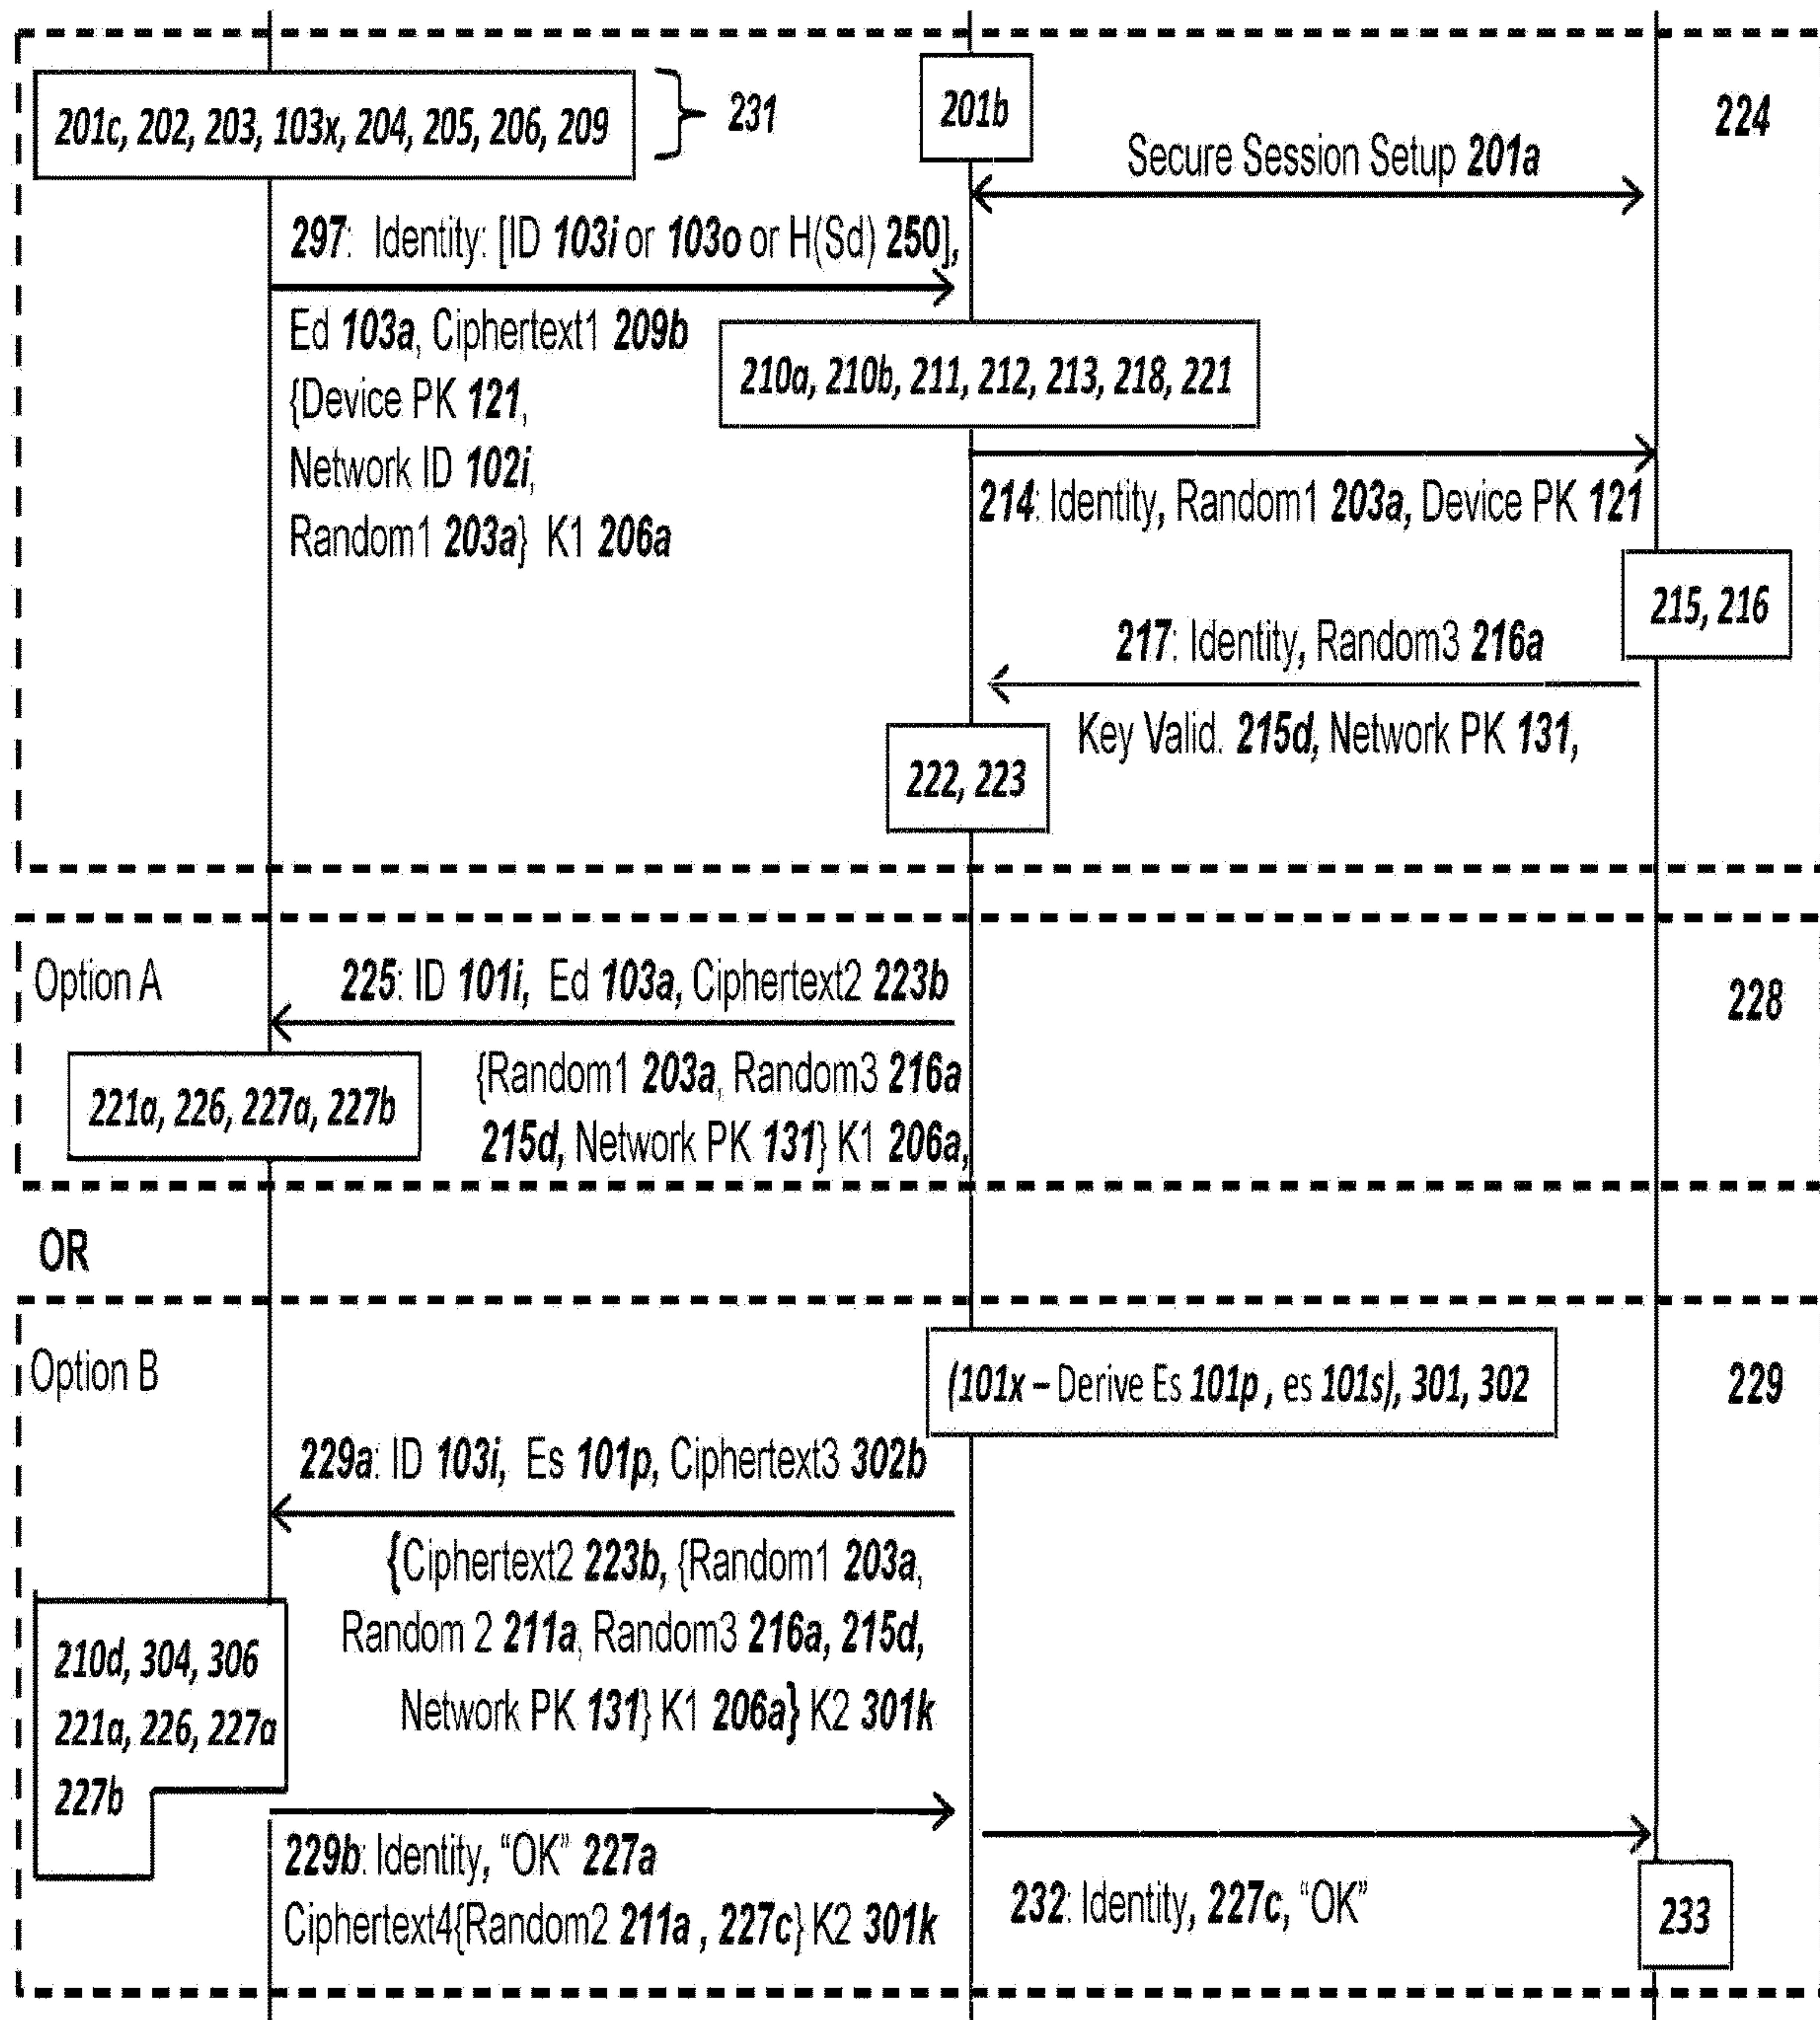 201c, 202, 203, 103x, 204, 205, 206, 209
231
201b
224
Secure Session Setup 201a
297: Identity: [ID 103i or 103o or H(Sd) 250],
Ed 103a, Ciphertext1 209b
{Device PK 121,
Network ID 102i,
Random1 203a} K1 206a
210a, 210b, 211, 212, 213, 218, 221
214: Identity, Random1 203a, Device PK 121
215, 216
217: Identity, Random3 216a
Key Valid. 215d, Network PK 131,
222, 223
Option A
225: ID 101i, Ed 103a, Ciphertext2 223b
228
{Random1 203a, Random3 216a
215d, Network PK 131} K1 206a,
221a, 226, 227a, 227b
OR
Option B
(101x – Derive Es 101p , es 101s), 301, 302
229
229a: ID 103i, Es 101p, Ciphertext3 302b
{Ciphertext2 223b, {Random1 203a,
Random 2 211a, Random3 216a, 215d,
Network PK 131} K1 206a} K2 301k
210d, 304, 306
221a, 226, 227a
227b
229b: Identity, “OK” 227a
Ciphertext4{Random2 211a , 227c} K2 301k
232: Identity, 227c, “OK”
233